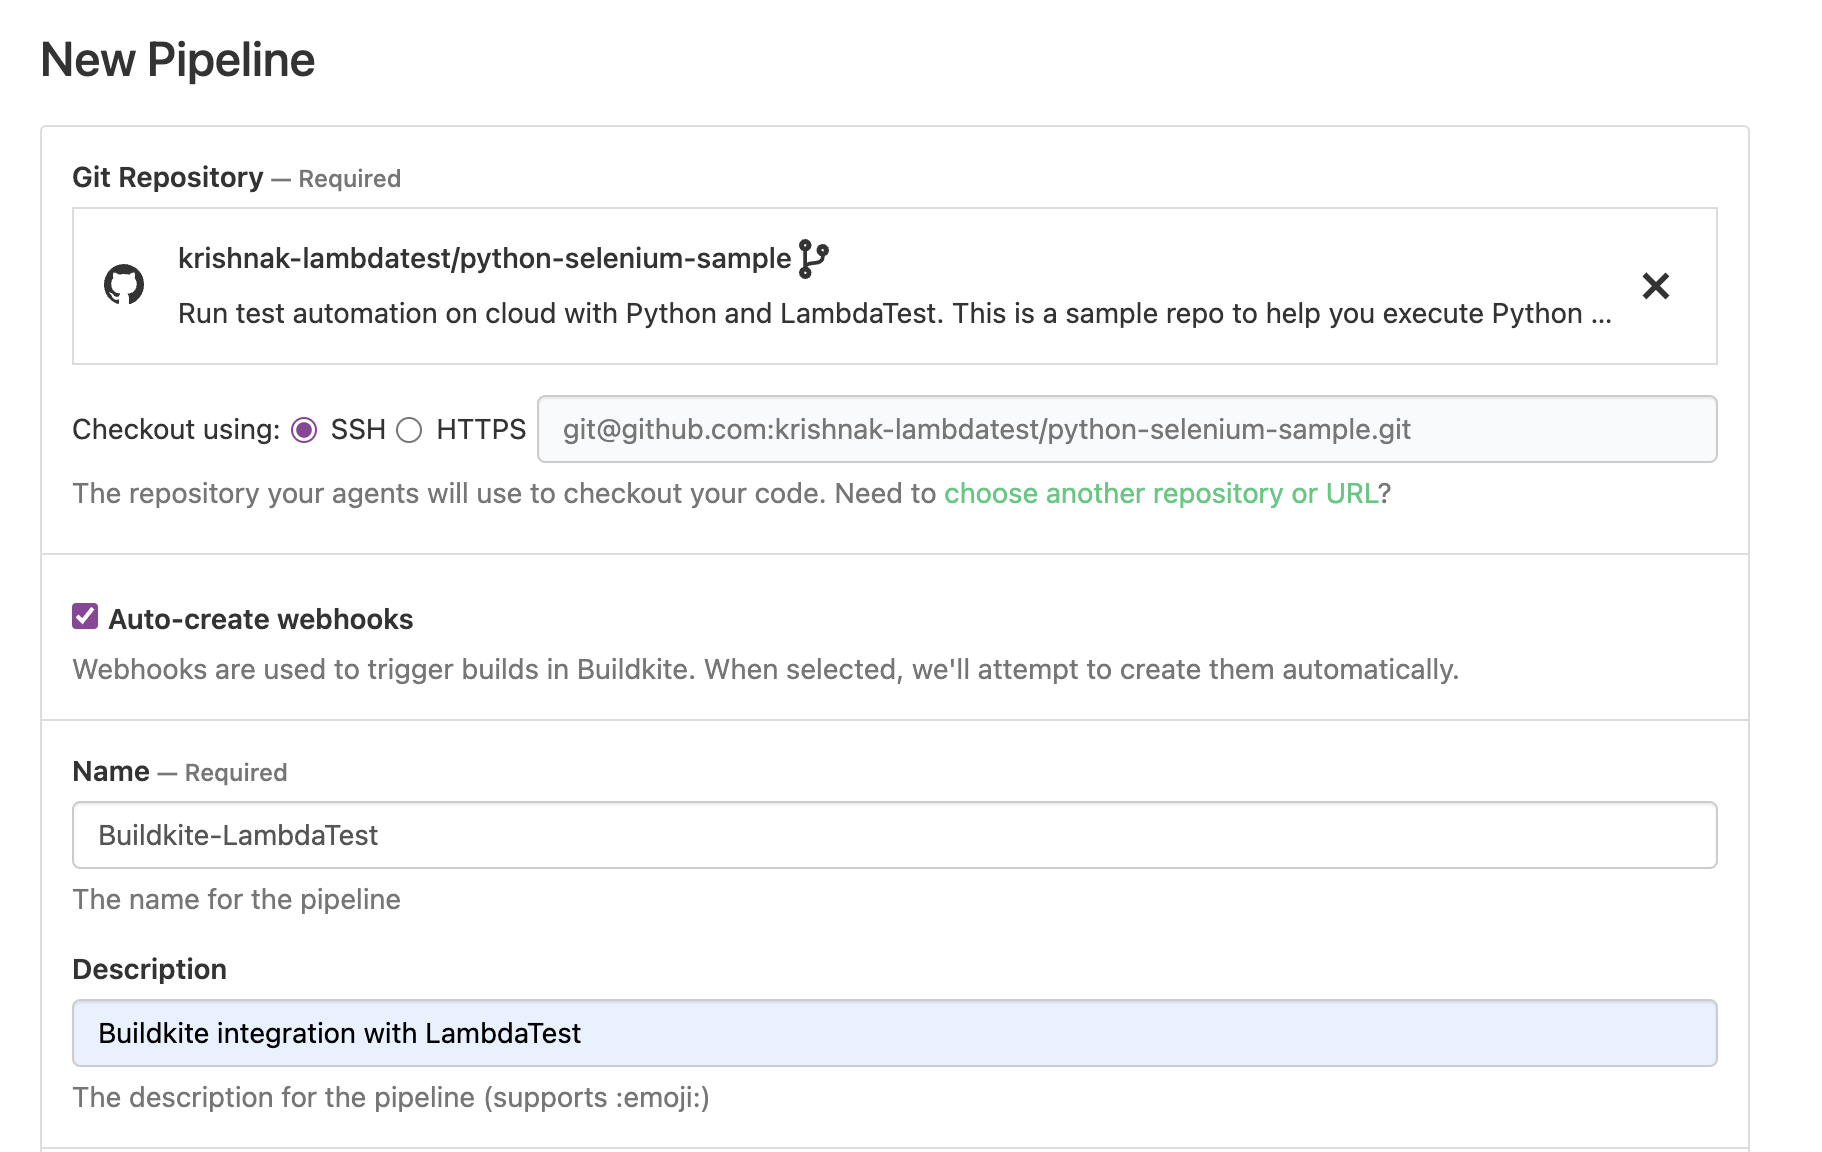 New Pipeline
Git Repository — Required
krishnak-lambdatest/python-selenium-sample
Run test automation on cloud with Python and LambdaTest. This is a sample repo to help you execute Python ...
Checkout using: SSH HTTPS git@github.com:krishnak-lambdatest/python-selenium-sample.git
The repository your agents will use to checkout your code. Need to choose another repository or URL?
Auto-create webhooks
Webhooks are used to trigger builds in Buildkite. When selected, we'll attempt to create them automatically.
Name — Required
Buildkite-LambdaTest
The name for the pipeline
Description
Buildkite integration with LambdaTest
The description for the pipeline (supports :emoji:)